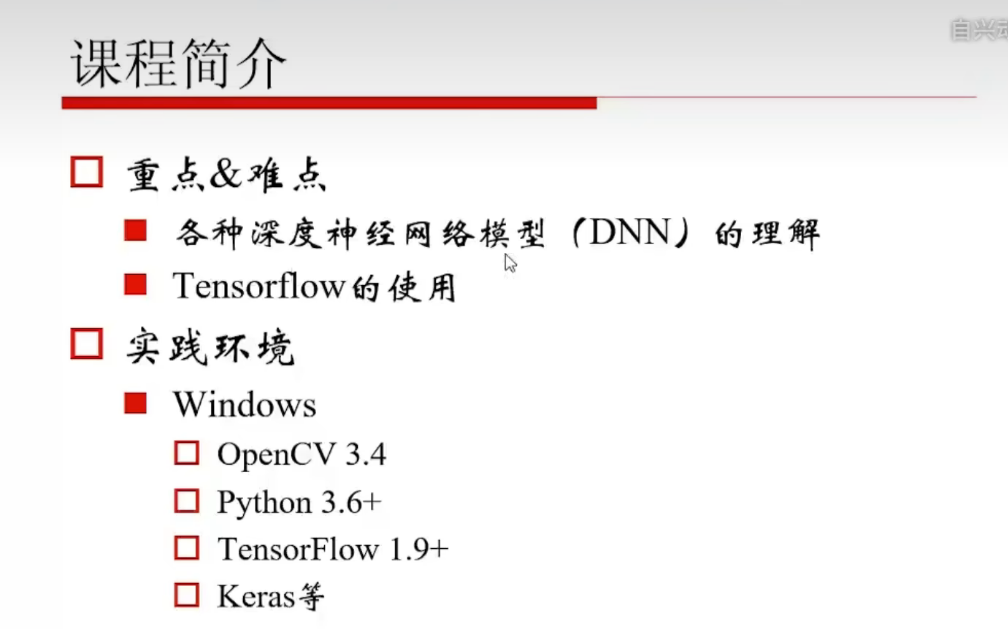 自兴
课程简介
重点&难点
各种深度神经网络模型（DNN）的理解
Tensorflow的使用
实践环境
Windows
OpenCV 3.4
Python 3.6+
TensorFlow 1.9+
Keras等